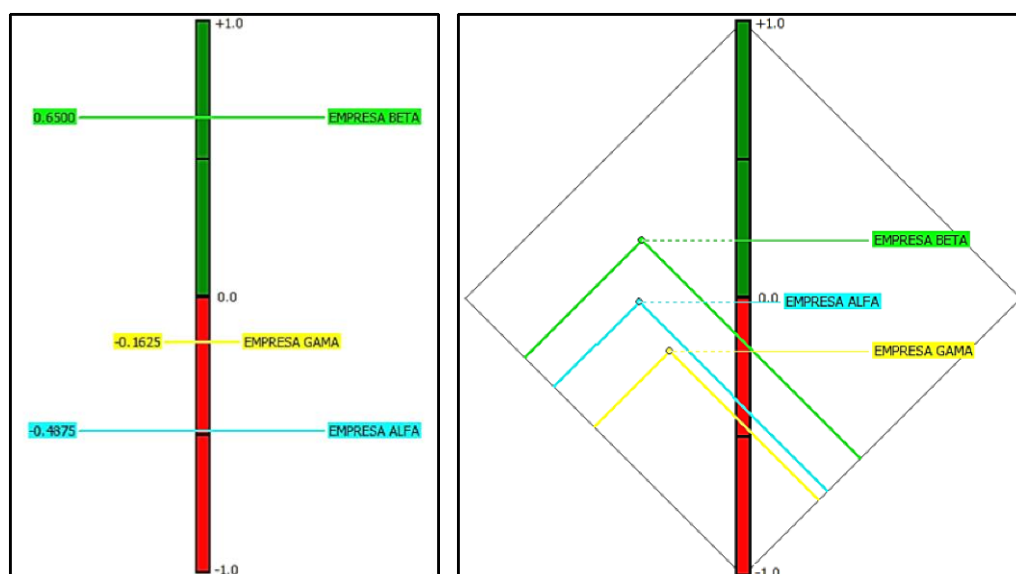 +1.0
0.6500 EMPRESA BETA
0.0
-0.1625 EMPRESA GAMA
-0.4875 EMPRESA ALFA
-1.0
+1.0
EMPRESA BETA
0.0
EMPRESA ALFA
EMPRESA GAMA
-1.0